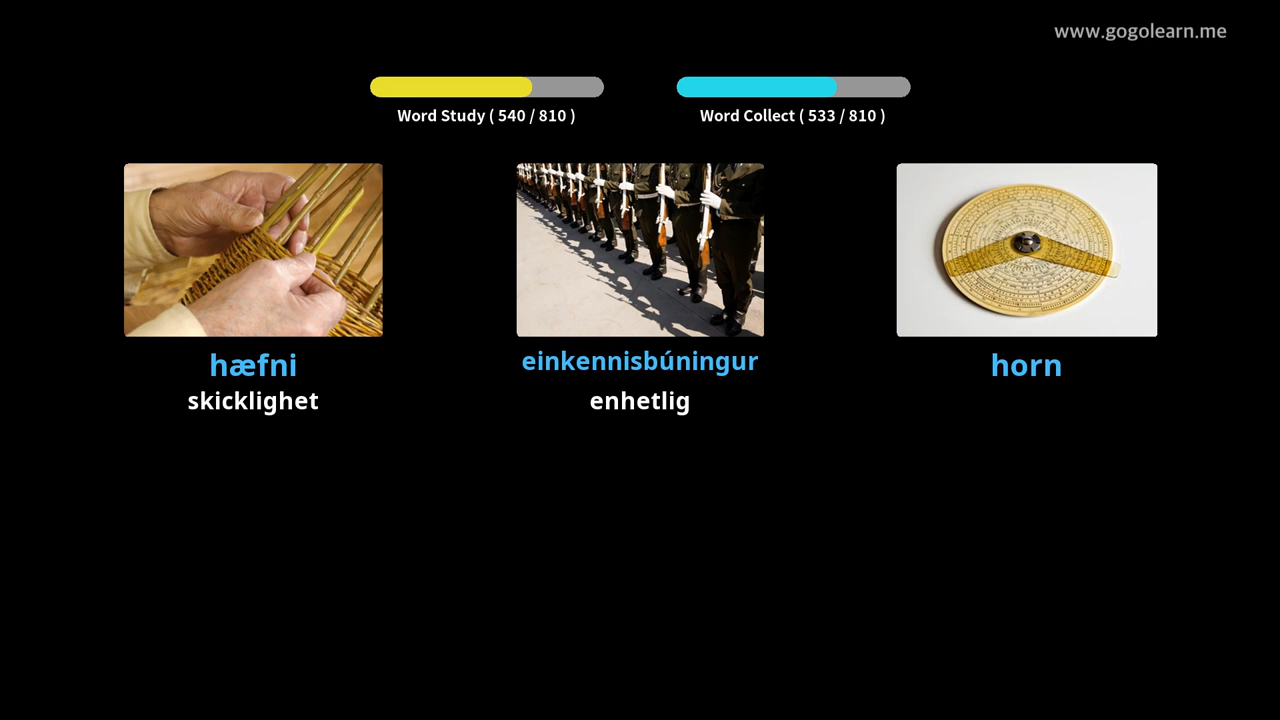 www.gogolearn.me
Word Study ( 540 / 810 )
Word Collect ( 533 / 810 )
hæfni
skicklighet
einkennisbúningur
enhetlig
horn